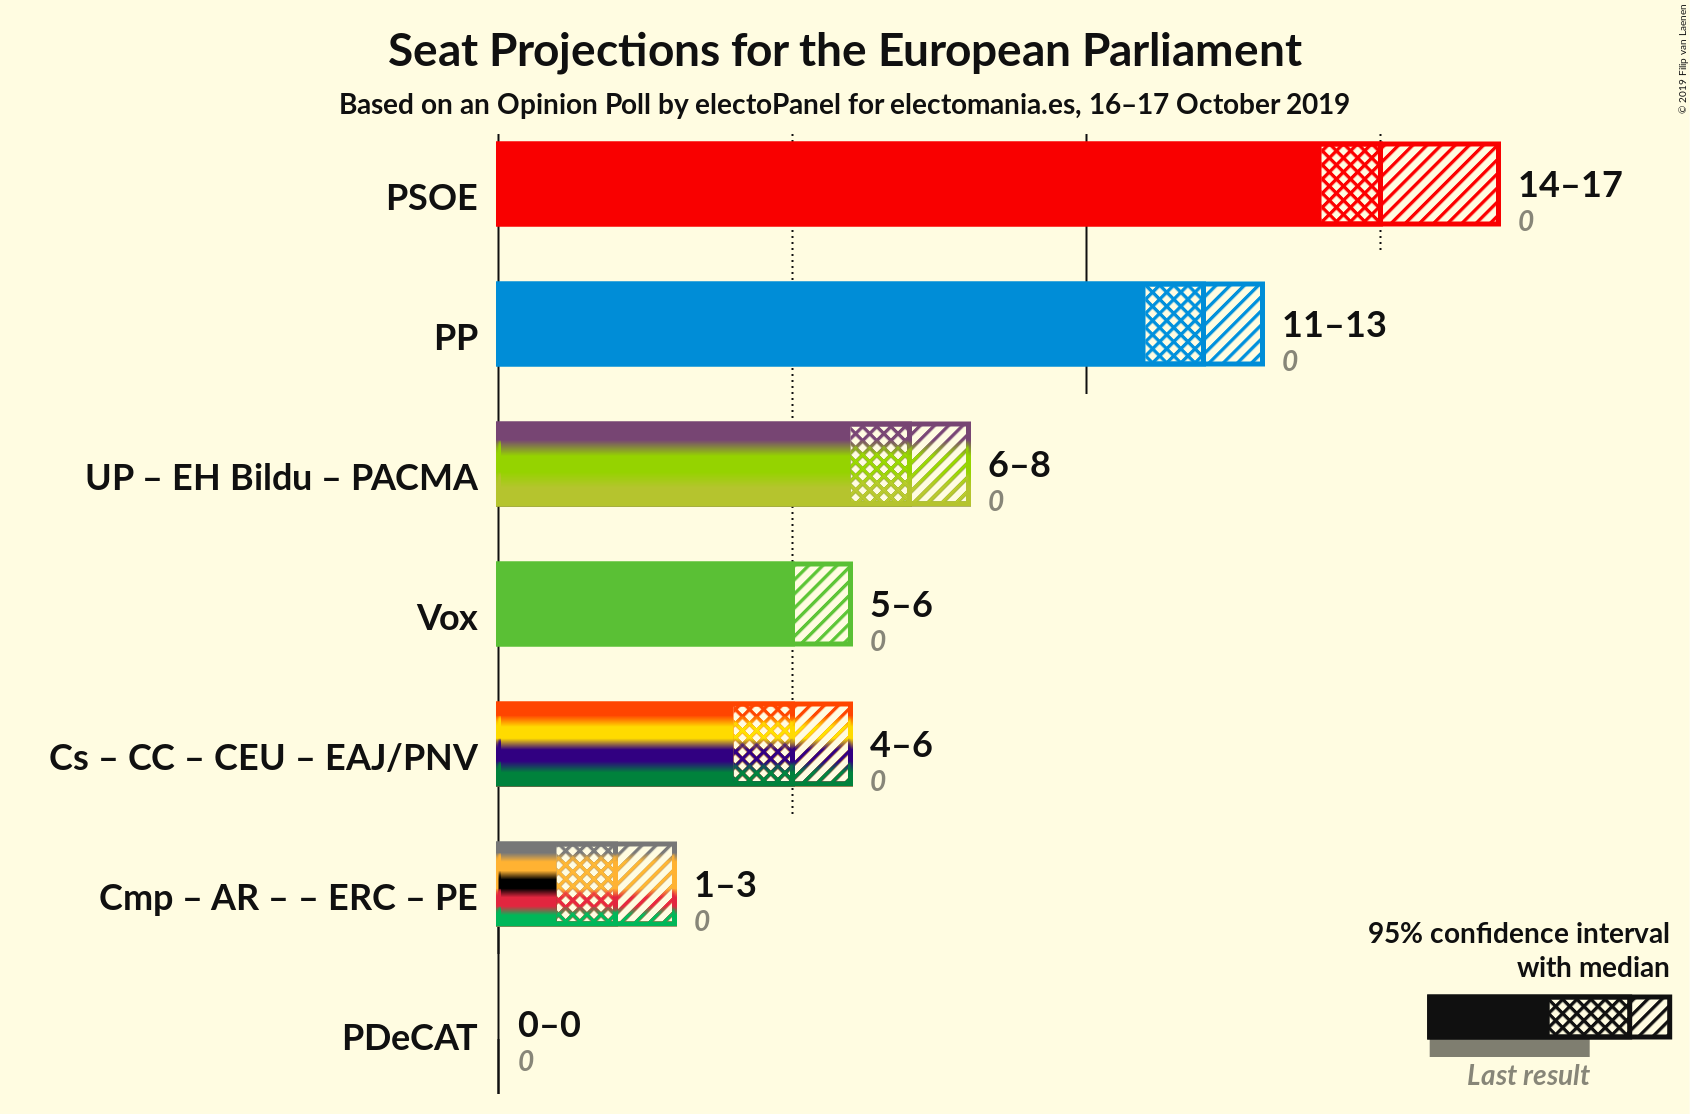 Seat Projections for the European Parliament
Based on an Opinion Poll by electoPanel for electomania.es, 16–17 October 2019
© 2019 Filip van Laenen
PSOE
14–17
0
PP
11–13
0
UP – EH Bildu – PACMA
6–8
0
Vox
5–6
0
Cs – CC – CEU – EAJ/PNV
4–6
0
Cmp – AR – – ERC – PE
1–3
0
PDeCAT
0–0
0
95% confidence interval
with median
Last result